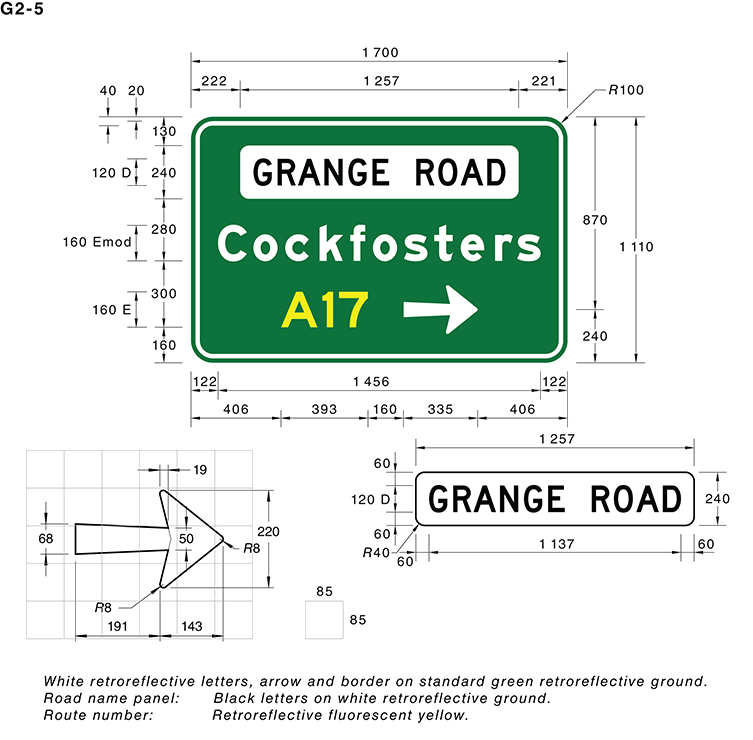 G2-5
1 700
222 1 257 221
40 20 R100
130
120 D 240
GRANGE ROAD
870
160 Emod 280
Cockfosters
1 110
160 E 300
A17
160
240
122 1 456 122
406 393 160 335 406
1 257
19
60
120 D
GRANGE ROAD
240
68 50 220
R8
60
R40
1 137 60
60
R8
191 143
85
85
White retroreflective letters, arrow and border on standard green retroreflective ground.
Road name panel: Black letters on white retroreflective ground.
Route number: Retroreflective fluorescent yellow.